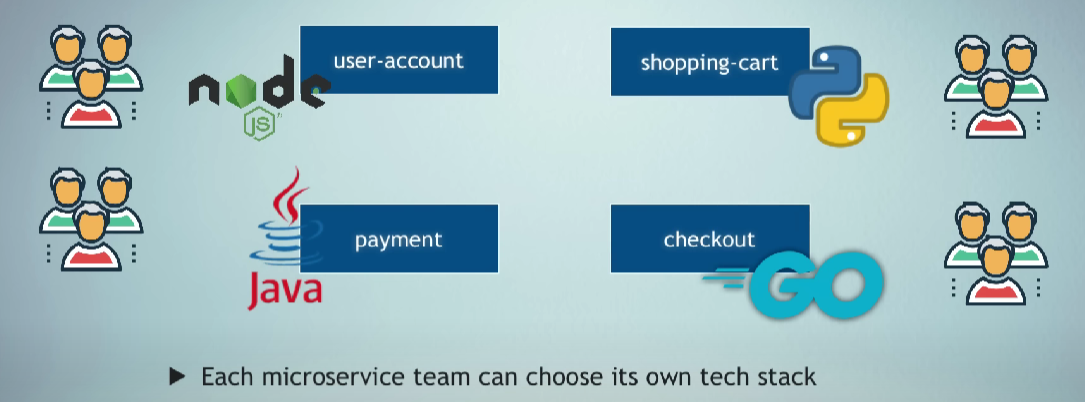 user-account
shopping-cart
node
JS
payment
checkout
Java
GO
▶ Each microservice team can choose its own tech stack